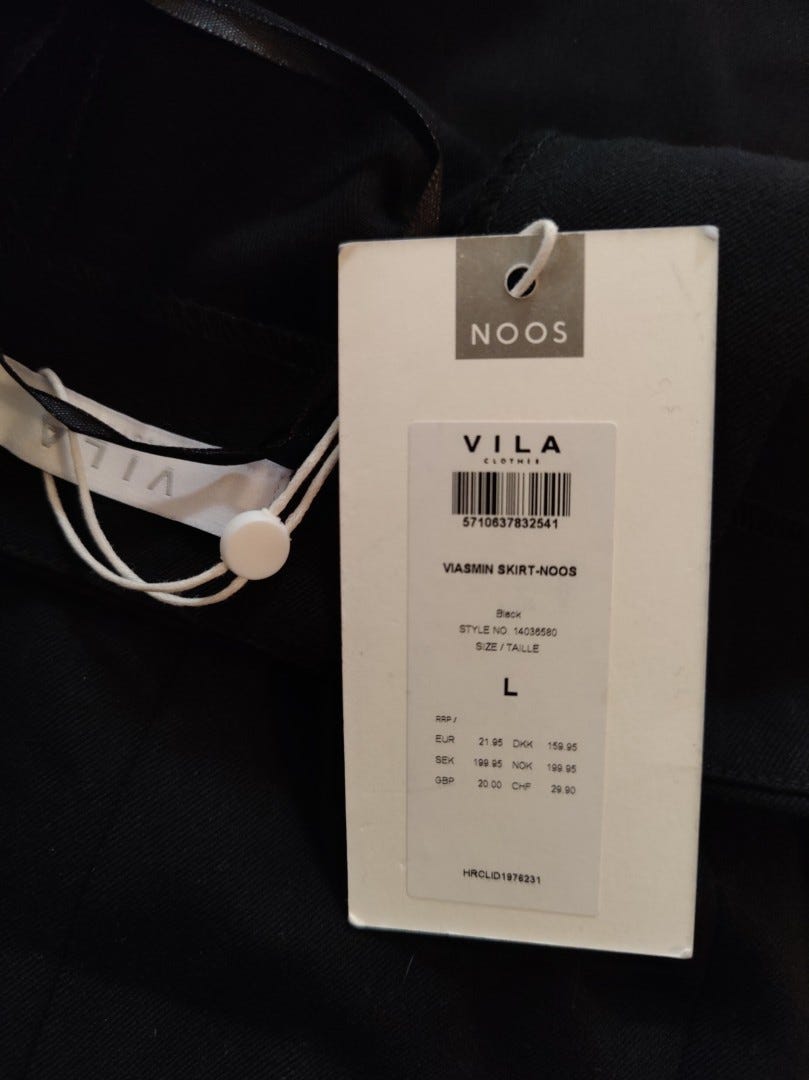 NOOS
VILA
VILA
CLOTHES
5710637832541
VIASMIN SKIRT-NOOS
Black
STYLE NO. 14036580
SIZE / TAILLE
L
RRP /
EUR 21.95 DKK 159.95
SEK 199.95 NOK 199.95
GBP 20.00 CHF 29.90
HRCLID1976231